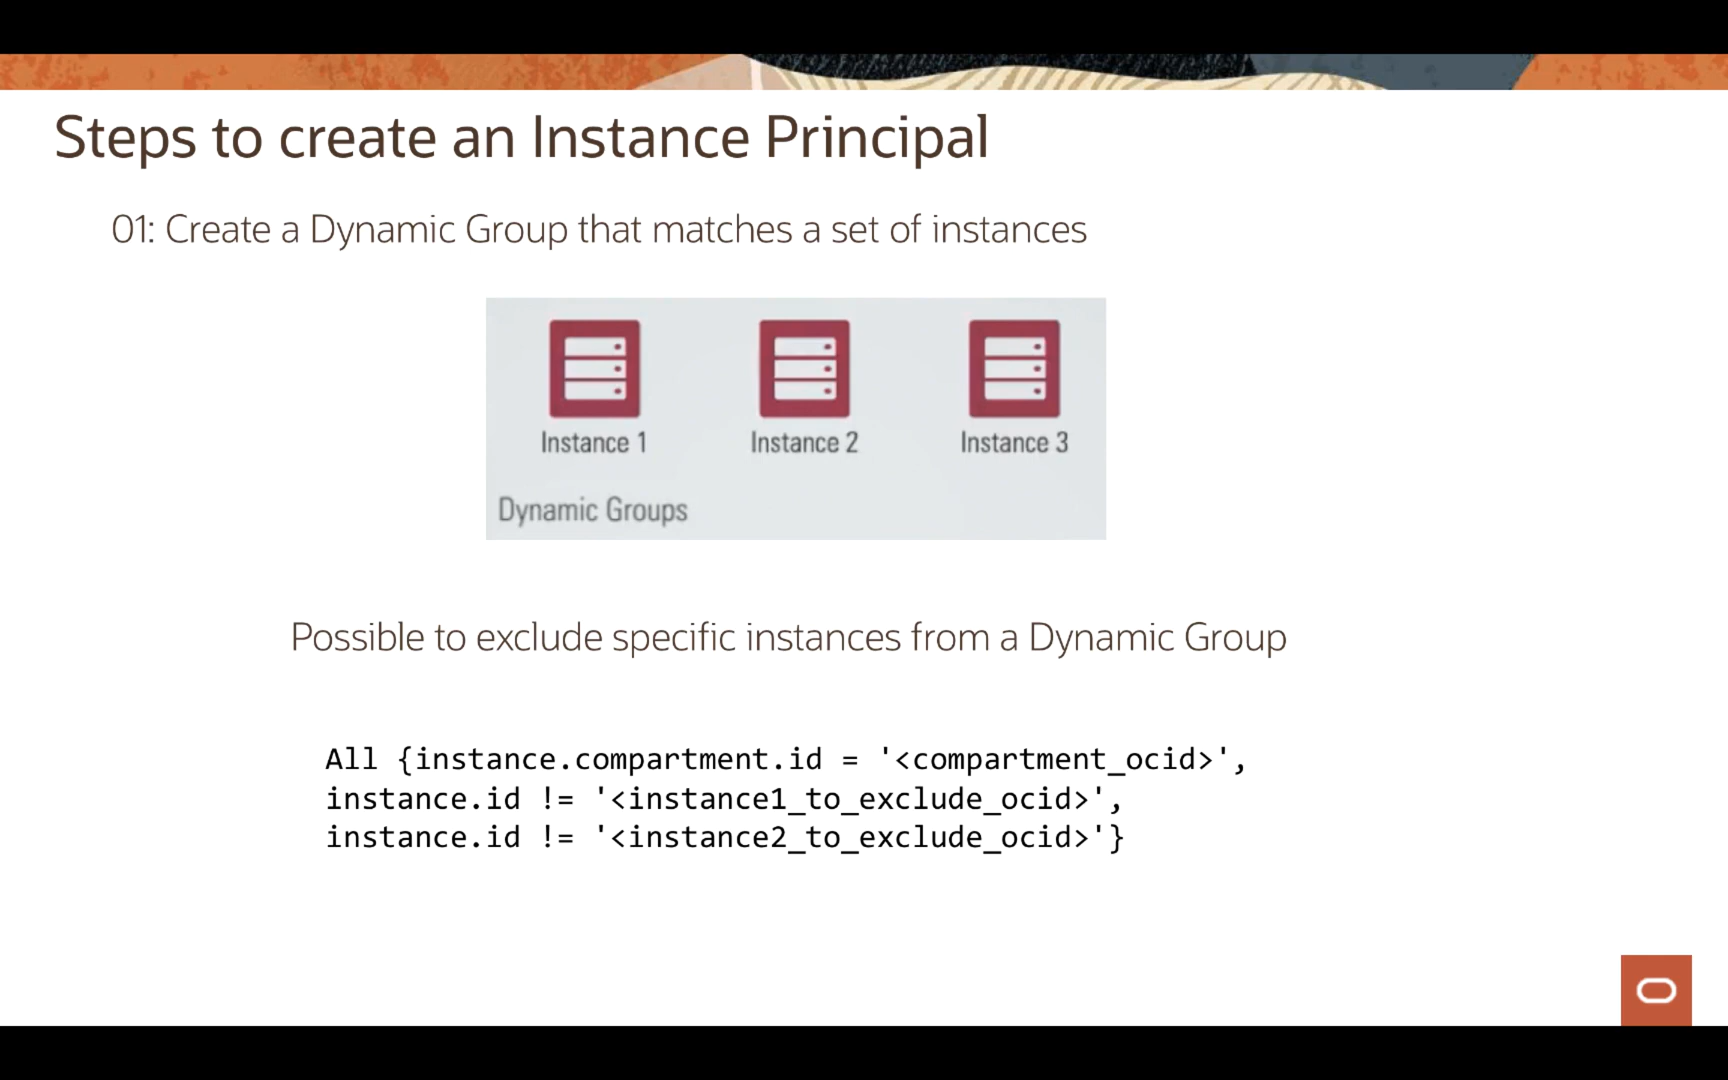 Steps to create an Instance Principal
01: Create a Dynamic Group that matches a set of instances
Instance 1
Instance 2
Instance 3
Dynamic Groups
Possible to exclude specific instances from a Dynamic Group
All {instance.compartment.id = '<compartment_ocid>',
instance.id != '<instance1_to_exclude_ocid>',
instance.id != '<instance2_to_exclude_ocid>'}